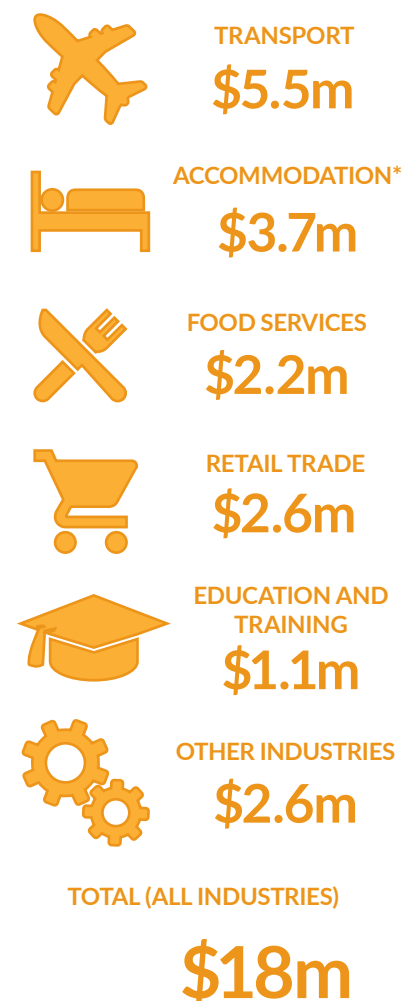 TRANSPORT
$5.5m
ACCOMMODATION*
$3.7m
FOOD SERVICES
$2.2m
RETAIL TRADE
$2.6m
EDUCATION AND
TRAINING
$1.1m
OTHER INDUSTRIES
$2.6m
TOTAL (ALL INDUSTRIES)
$18m